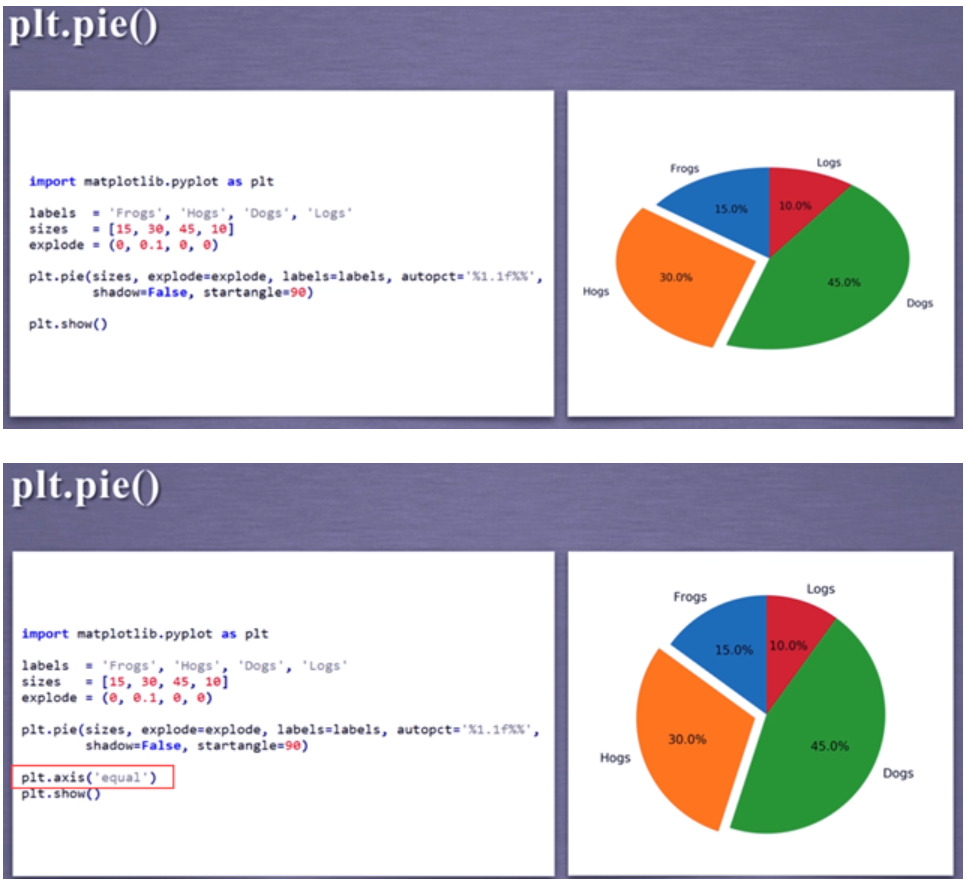 plt.pie()
import matplotlib.pyplot as plt
labels = 'Frogs', 'Hogs', 'Dogs', 'Logs'
sizes = [15, 30, 45, 10]
explode = (0, 0.1, 0, 0)
plt.pie(sizes, explode=explode, labels=labels, autopct='%1.1f%%',
shadow=False, startangle=90)
plt.show()
Frogs
Logs
15.0%
10.0%
30.0%
45.0%
Hogs
Dogs
plt.pie()
import matplotlib.pyplot as plt
labels = 'Frogs', 'Hogs', 'Dogs', 'Logs'
sizes = [15, 30, 45, 10]
explode = (0, 0.1, 0, 0)
plt.pie(sizes, explode=explode, labels=labels, autopct='%1.1f%%',
shadow=False, startangle=90)
plt.axis('equal')
plt.show()
Frogs
Logs
15.0%
10.0%
30.0%
45.0%
Hogs
Dogs